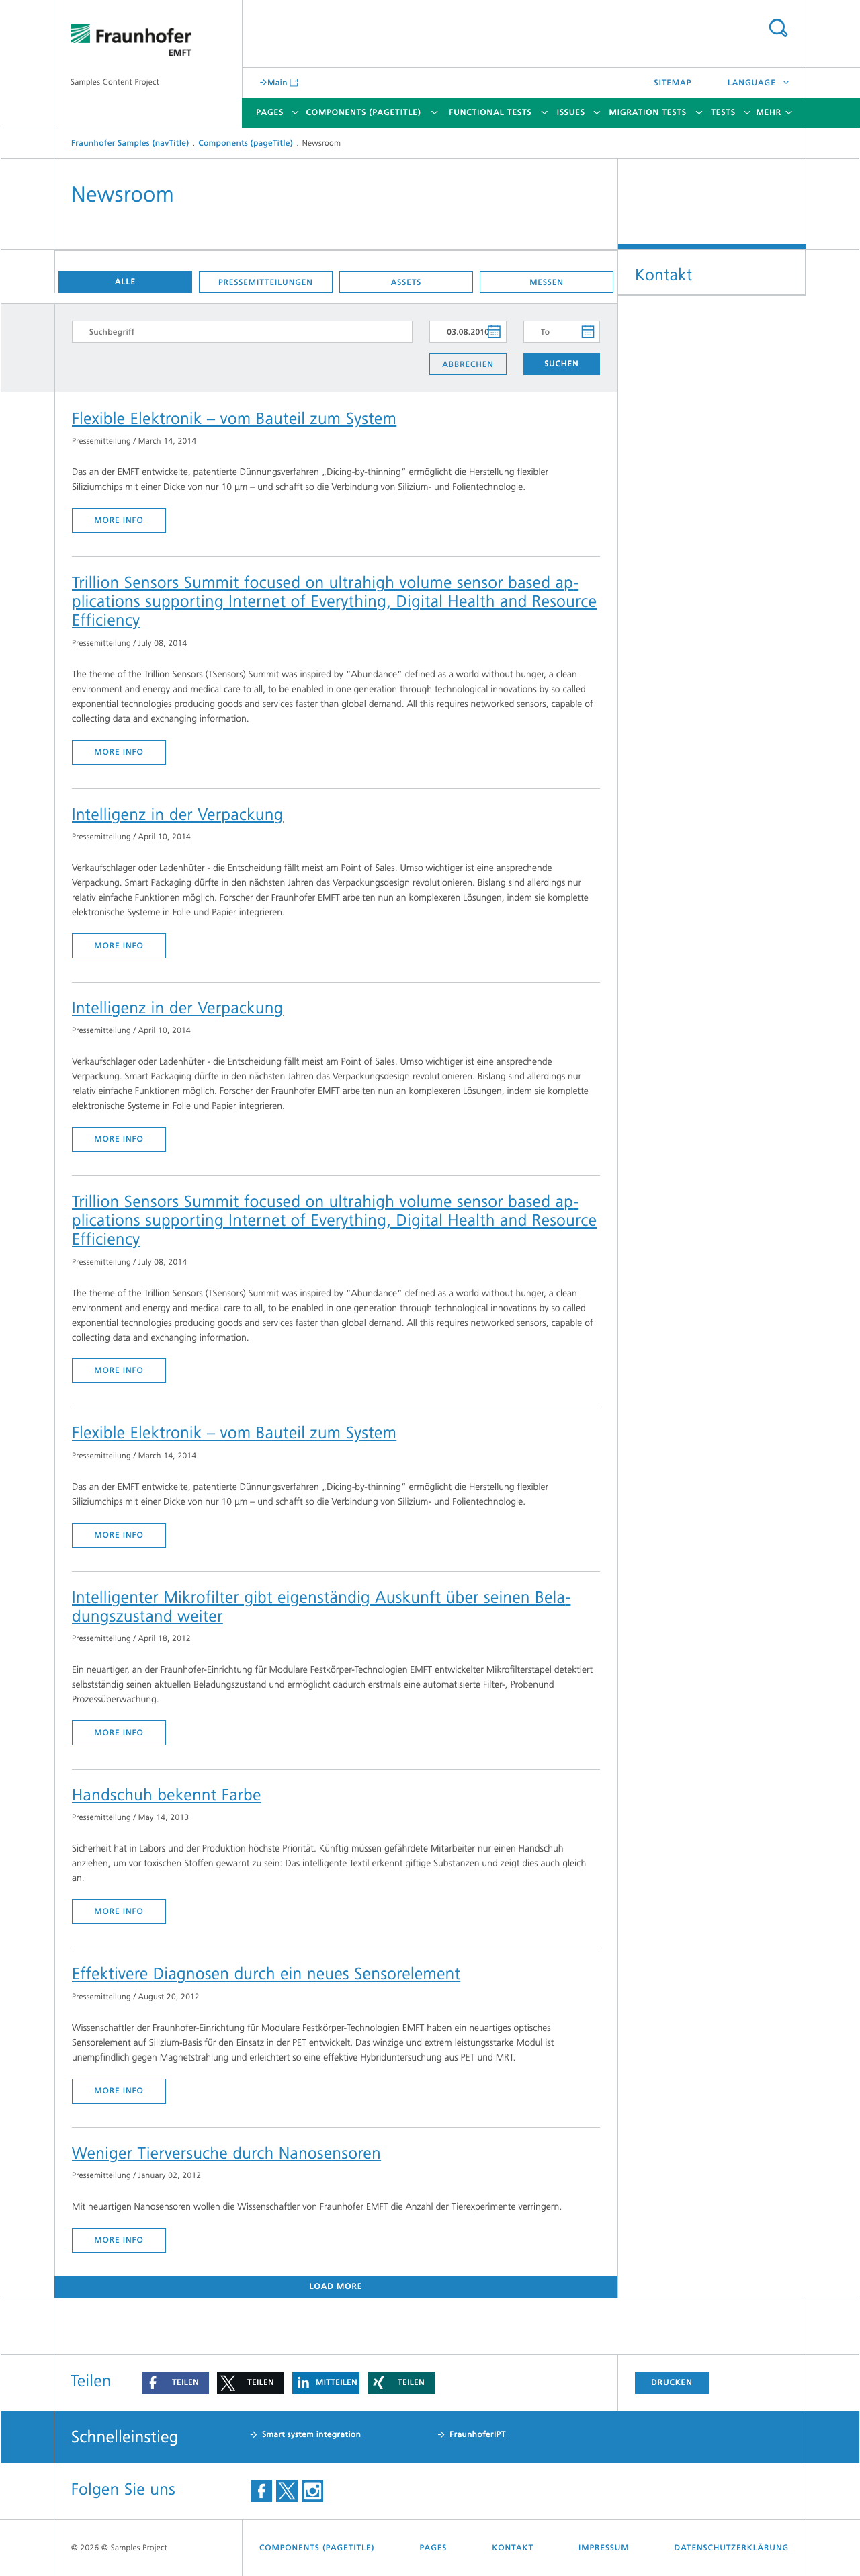 Fraunhofer
EMFT
Samples Content Project
Main
SITEMAP
LANGUAGE
PAGES
COMPONENTS (PAGETITLE)
FUNCTIONAL TESTS
ISSUES
MIGRATION TESTS
TESTS
MEHR
Fraunhofer Samples (navTitle) . Components (pageTitle) . Newsroom
Newsroom
Kontakt
ALLE
PRESSEMITTEILUNGEN
ASSETS
MESSEN
Suchbegriff
03.08.2010
To
ABBRECHEN
SUCHEN
Flexible Elektronik – vom Bauteil zum System
Pressemitteilung / March 14, 2014
Das an der EMFT entwickelte, patentierte Dünnungsverfahren „Dicing-by-thinning“ ermöglicht die Herstellung flexibler
Siliziumchips mit einer Dicke von nur 10 µm – und schafft so die Verbindung von Silizium- und Folientechnologie.
MORE INFO
Trillion Sensors Summit focused on ultrahigh volume sensor based ap-
plications supporting Internet of Everything, Digital Health and Resource
Efficiency
Pressemitteilung / July 08, 2014
The theme of the Trillion Sensors (TSensors) Summit was inspired by “Abundance” defined as a world without hunger, a clean
environment and energy and medical care to all, to be enabled in one generation through technological innovations by so called
exponential technologies producing goods and services faster than global demand. All this requires networked sensors, capable of
collecting data and exchanging information.
MORE INFO
Intelligenz in der Verpackung
Pressemitteilung / April 10, 2014
Verkaufschlager oder Ladenhüter - die Entscheidung fällt meist am Point of Sales. Umso wichtiger ist eine ansprechende
Verpackung. Smart Packaging dürfte in den nächsten Jahren das Verpackungsdesign revolutionieren. Bislang sind allerdings nur
relativ einfache Funktionen möglich. Forscher der Fraunhofer EMFT arbeiten nun an komplexeren Lösungen, indem sie komplette
elektronische Systeme in Folie und Papier integrieren.
MORE INFO
Intelligenz in der Verpackung
Pressemitteilung / April 10, 2014
Verkaufschlager oder Ladenhüter - die Entscheidung fällt meist am Point of Sales. Umso wichtiger ist eine ansprechende
Verpackung. Smart Packaging dürfte in den nächsten Jahren das Verpackungsdesign revolutionieren. Bislang sind allerdings nur
relativ einfache Funktionen möglich. Forscher der Fraunhofer EMFT arbeiten nun an komplexeren Lösungen, indem sie komplette
elektronische Systeme in Folie und Papier integrieren.
MORE INFO
Trillion Sensors Summit focused on ultrahigh volume sensor based ap-
plications supporting Internet of Everything, Digital Health and Resource
Efficiency
Pressemitteilung / July 08, 2014
The theme of the Trillion Sensors (TSensors) Summit was inspired by “Abundance” defined as a world without hunger, a clean
environment and energy and medical care to all, to be enabled in one generation through technological innovations by so called
exponential technologies producing goods and services faster than global demand. All this requires networked sensors, capable of
collecting data and exchanging information.
MORE INFO
Flexible Elektronik – vom Bauteil zum System
Pressemitteilung / March 14, 2014
Das an der EMFT entwickelte, patentierte Dünnungsverfahren „Dicing-by-thinning“ ermöglicht die Herstellung flexibler
Siliziumchips mit einer Dicke von nur 10 µm – und schafft so die Verbindung von Silizium- und Folientechnologie.
MORE INFO
Intelligenter Mikrofilter gibt eigenständig Auskunft über seinen Bela-
dungszustand weiter
Pressemitteilung / April 18, 2012
Ein neuartiger, an der Fraunhofer-Einrichtung für Modulare Festkörper-Technologien EMFT entwickelter Mikrofilterstapel detektiert
selbstständig seinen aktuellen Beladungszustand und ermöglicht dadurch erstmals eine automatisierte Filter-, Probenund
Prozessüberwachung.
MORE INFO
Handschuh bekennt Farbe
Pressemitteilung / May 14, 2013
Sicherheit hat in Labors und der Produktion höchste Priorität. Künftig müssen gefährdete Mitarbeiter nur einen Handschuh
anziehen, um vor toxischen Stoffen gewarnt zu sein: Das intelligente Textil erkennt giftige Substanzen und zeigt dies auch gleich
an.
MORE INFO
Effektivere Diagnosen durch ein neues Sensorelement
Pressemitteilung / August 20, 2012
Wissenschaftler der Fraunhofer-Einrichtung für Modulare Festkörper-Technologien EMFT haben ein neuartiges optisches
Sensorelement auf Silizium-Basis für den Einsatz in der PET entwickelt. Das winzige und extrem leistungsstarke Modul ist
unempfindlich gegen Magnetstrahlung und erleichtert so eine effektive Hybriduntersuchung aus PET und MRT.
MORE INFO
Weniger Tierversuche durch Nanosensoren
Pressemitteilung / January 02, 2012
Mit neuartigen Nanosensoren wollen die Wissenschaftler von Fraunhofer EMFT die Anzahl der Tierexperimente verringern.
MORE INFO
LOAD MORE
Teilen
TEILEN
TEILEN
MITTEILEN
TEILEN
DRUCKEN
Schnelleinstieg
Smart system integration
FraunhoferIPT
Folgen Sie uns
© 2026 © Samples Project
COMPONENTS (PAGETITLE)
PAGES
KONTAKT
IMPRESSUM
DATENSCHUTZERKLÄRUNG